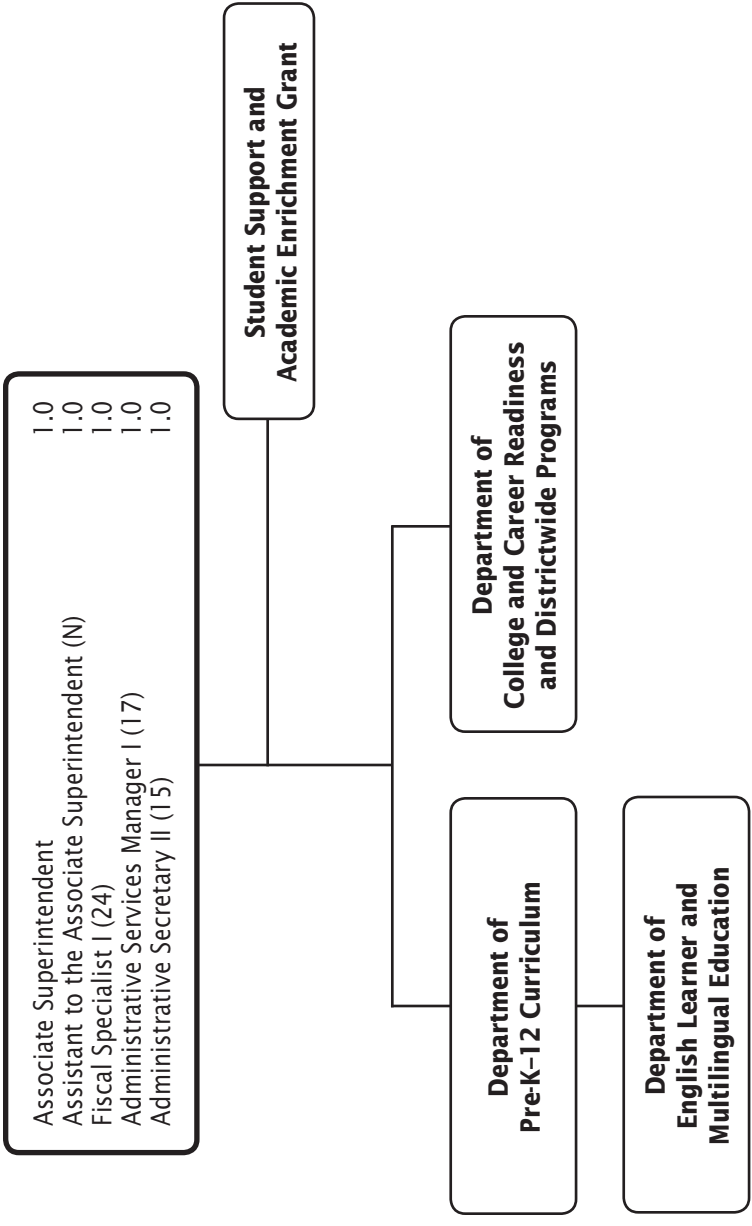 Associate Superintendent 1.0
Assistant to the Associate Superintendent (N) 1.0
Fiscal Specialist I (24) 1.0
Administrative Services Manager I (17) 1.0
Administrative Secretary II (15) 1.0
Student Support and
Academic Enrichment Grant
Department of
Pre-K–12 Curriculum
Department of
College and Career Readiness
and Districtwide Programs
Department of
English Learner and
Multilingual Education